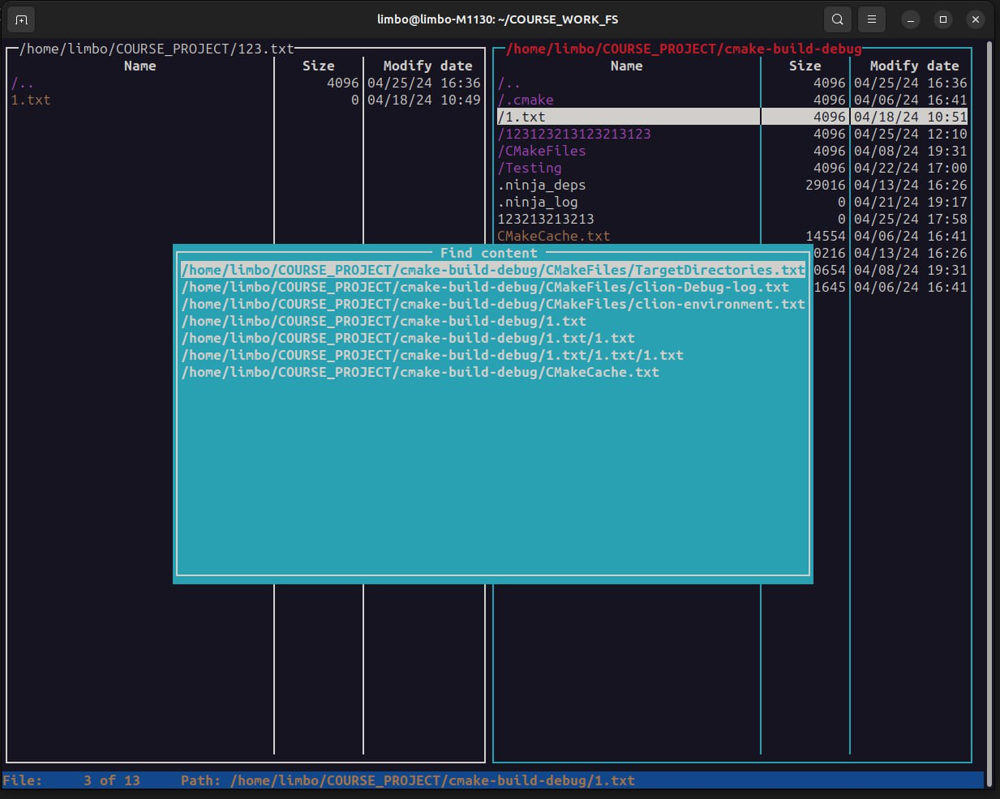 limbo@limbo-M1130: ~/COURSE_WORK_FS
/home/limbo/COURSE_PROJECT/123.txt
Name Size Modify date
/.. 4096 04/25/24 16:36
1.txt 0 04/18/24 10:49
/home/limbo/COURSE_PROJECT/cmake-build-debug
Name Size Modify date
/.. 4096 04/25/24 16:36
/.cmake 4096 04/06/24 16:41
/1.txt 4096 04/18/24 10:51
/123123213123213123 4096 04/25/24 12:10
/CMakeFiles 4096 04/08/24 19:31
/Testing 4096 04/22/24 17:00
.ninja_deps 29016 04/13/24 16:26
.ninja_log 0 04/21/24 19:17
123213213213 0 04/25/24 17:58
CMakeCache.txt 14554 04/06/24 16:41
0216 04/13/24 16:26
0654 04/08/24 19:31
1645 04/06/24 16:41
Find content
/home/limbo/COURSE_PROJECT/cmake-build-debug/CMakeFiles/TargetDirectories.txt
/home/limbo/COURSE_PROJECT/cmake-build-debug/CMakeFiles/clion-Debug-log.txt
/home/limbo/COURSE_PROJECT/cmake-build-debug/CMakeFiles/clion-environment.txt
/home/limbo/COURSE_PROJECT/cmake-build-debug/1.txt
/home/limbo/COURSE_PROJECT/cmake-build-debug/1.txt/1.txt
/home/limbo/COURSE_PROJECT/cmake-build-debug/1.txt/1.txt/1.txt
/home/limbo/COURSE_PROJECT/cmake-build-debug/CMakeCache.txt
File: 3 of 13 Path: /home/limbo/COURSE_PROJECT/cmake-build-debug/1.txt